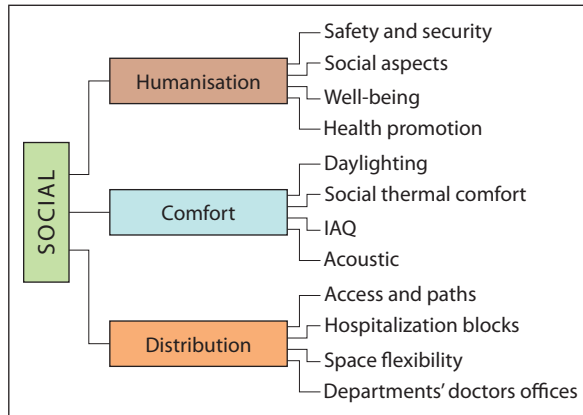 SOCIAL
Humanisation
Safety and security
Social aspects
Well-being
Health promotion
Comfort
Daylighting
Social thermal comfort
IAQ
Acoustic
Distribution
Access and paths
Hospitalization blocks
Space flexibility
Departments' doctors offices